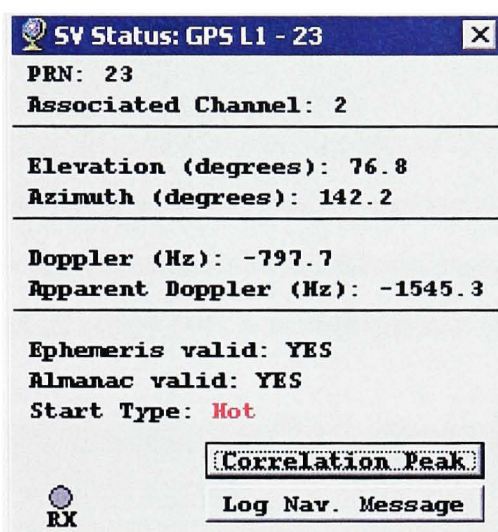 SV Status: GPS L1 - 23
PRN: 23
Associated Channel: 2
Elevation (degrees): 76.8
Azimuth (degrees): 142.2
Doppler (Hz): -797.7
Apparent Doppler (Hz): -1545.3
Ephemeris valid: YES
Almanac valid: YES
Start Type: Hot
Correlation Peak
RX
Log Nav. Message